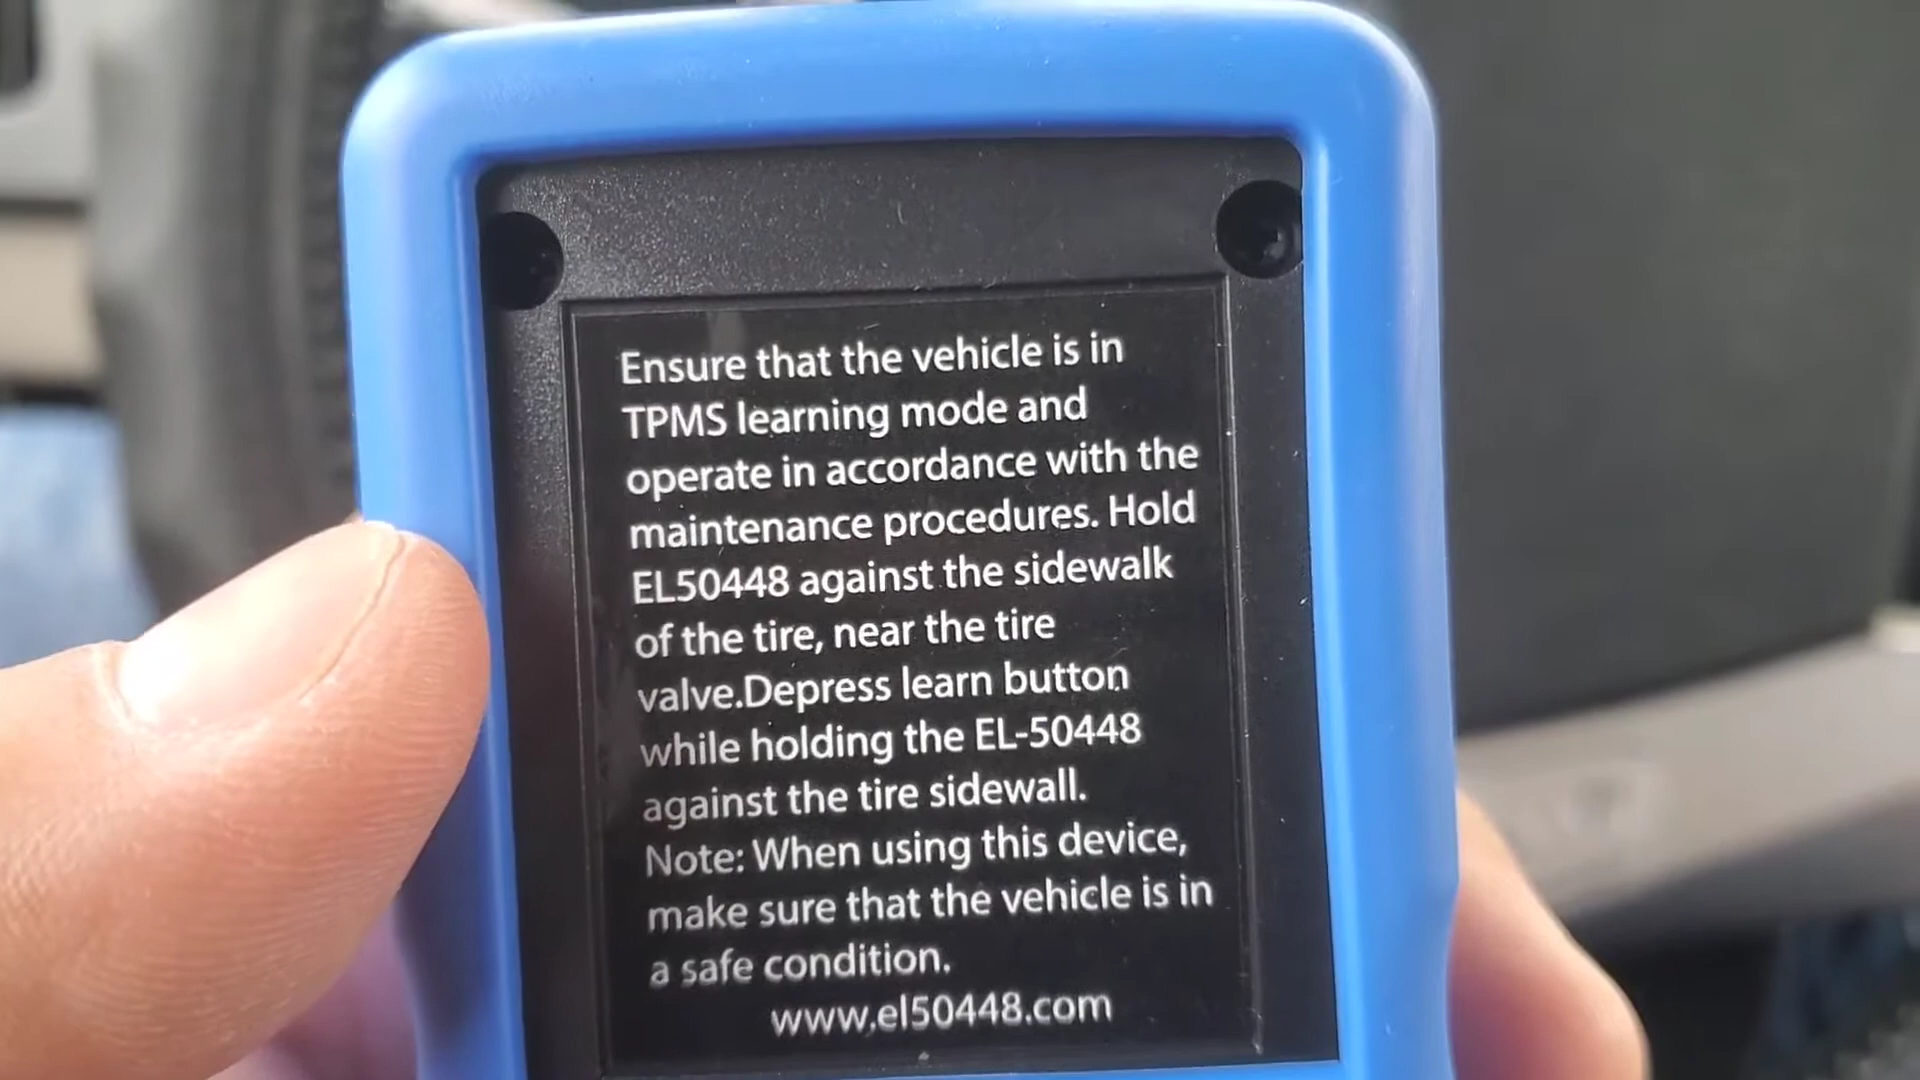 Ensure that the vehicle is in
TPMS learning mode and
operate in accordance with the
maintenance procedures. Hold
EL50448 against the sidewalk
of the tire, near the tire
valve.Depress learn button
while holding the EL-50448
against the tire sidewall.
Note: When using this device,
make sure that the vehicle is in
a safe condition.
www.el50448.com